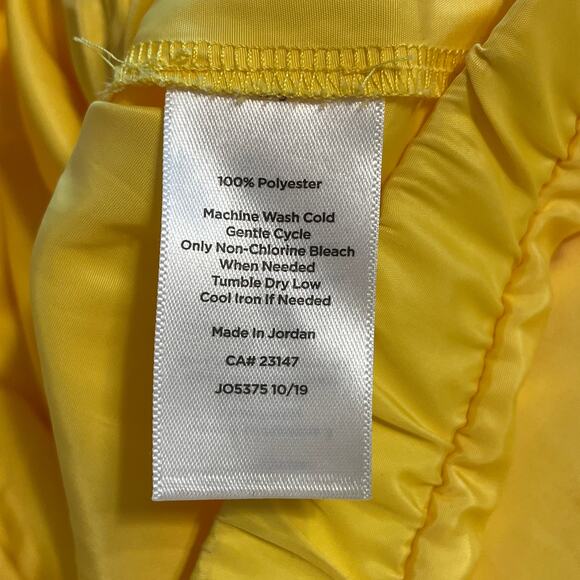 100% Polyester
Machine Wash Cold
Gentle Cycle
Only Non-Chlorine Bleach
When Needed
Tumble Dry Low
Cool Iron If Needed
Made In Jordan
CA# 23147
JO5375 10/19